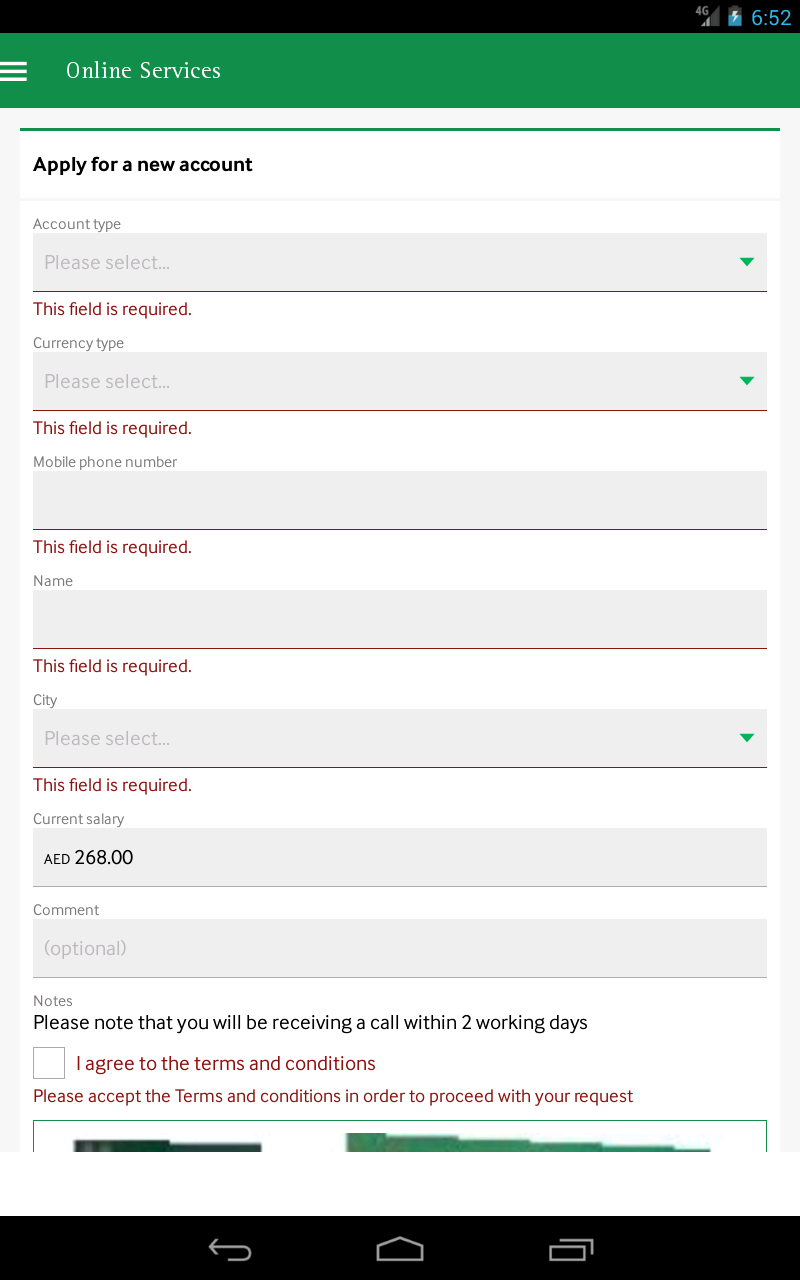 4G 6:52
Online Services
Apply for a new account
Account type
Please select...
This field is required.
Currency type
Please select...
This field is required.
Mobile phone number
This field is required.
Name
This field is required.
City
Please select...
This field is required.
Current salary
AED 268.00
Comment
(optional)
Notes
Please note that you will be receiving a call within 2 working days
I agree to the terms and conditions
Please accept the Terms and conditions in order to proceed with your request